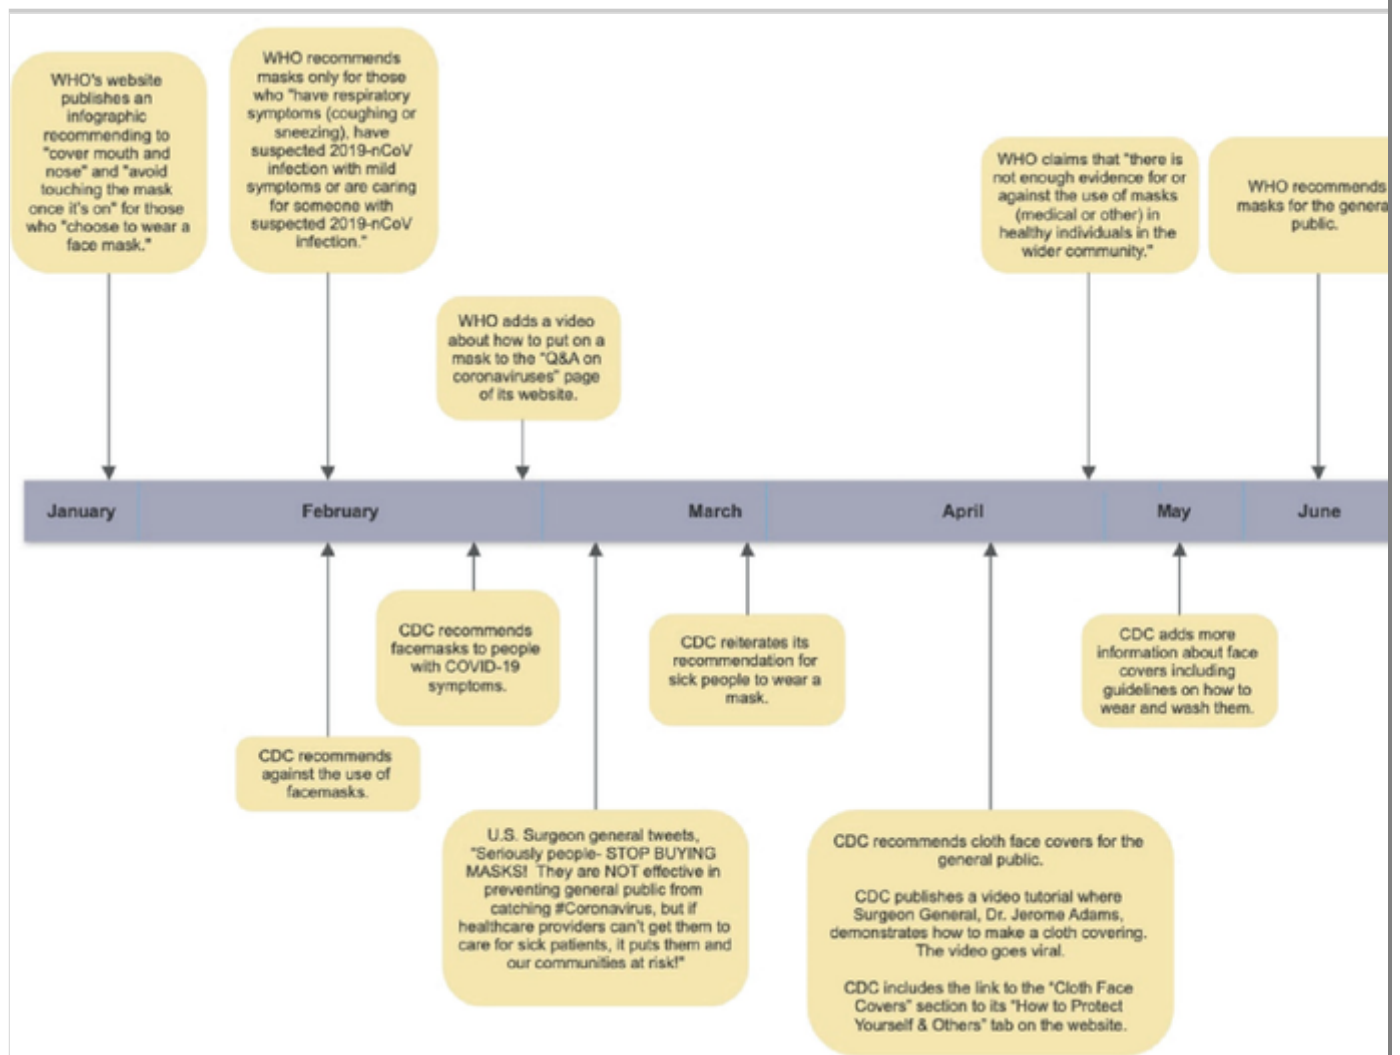 WHO's website
publishes an
infographic
recommending to
"cover mouth and
nose" and "avoid
touching the mask
once it's on" for those
who "choose to wear a
face mask."
WHO recommends
masks only for those
who "have respiratory
symptoms (coughing or
sneezing), have
suspected 2019-nCoV
infection with mild
symptoms or are caring
for someone with
suspected 2019-nCoV
infection."
WHO adds a video
about how to put on a
mask to the "Q&A on
coronaviruses" page
of its website.
WHO claims that "there is
not enough evidence for or
against the use of masks
(medical or other) in
healthy individuals in the
wider community."
WHO recommends
masks for the genera
public.
January
February
March
April
May
June
CDC recommends
against the use of
facemasks.
CDC recommends
facemasks to people
with COVID-19
symptoms.
U.S. Surgeon general tweets,
"Seriously people- STOP BUYING
MASKS! They are NOT effective in
preventing general public from
catching #Coronavirus, but if
healthcare providers can't get them to
care for sick patients, it puts them and
our communities at risk!"
CDC reiterates its
recommendation for
sick people to wear a
mask.
CDC recommends cloth face covers for the
general public.
CDC publishes a video tutorial where
Surgeon General, Dr. Jerome Adams,
demonstrates how to make a cloth covering.
The video goes viral.
CDC includes the link to the "Cloth Face
Covers" section to its "How to Protect
Yourself & Others" tab on the website.
CDC adds more
information about face
covers including
guidelines on how to
wear and wash them.